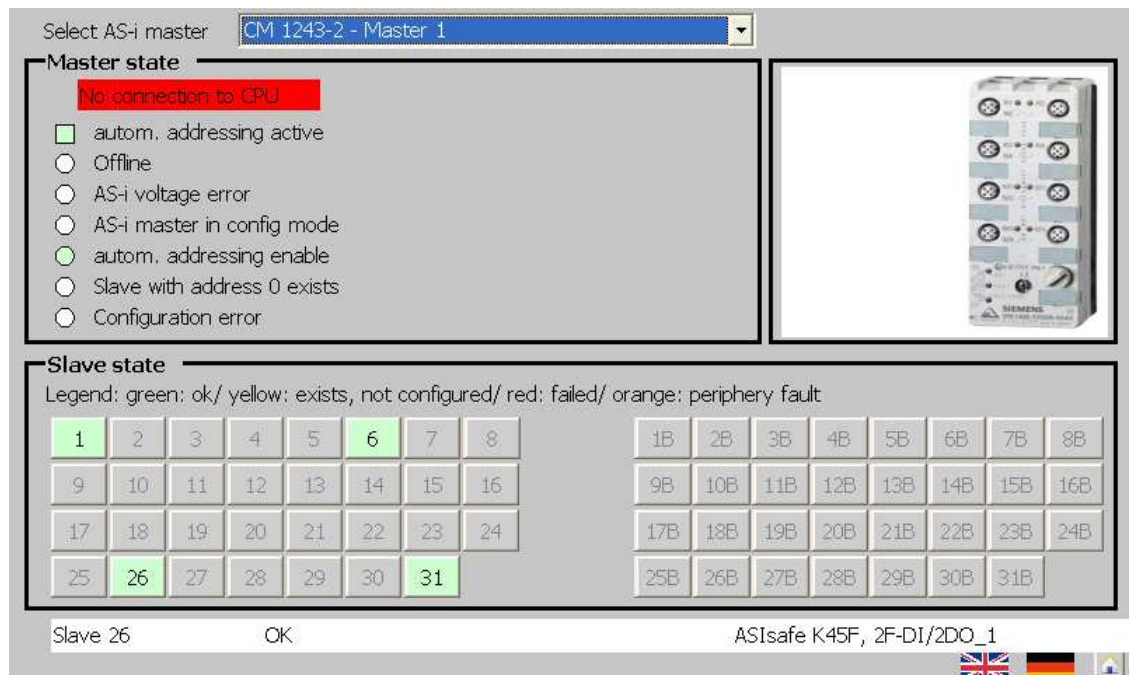 Select AS-i master CM 1243-2 - Master 1
Master state
No connection to CPU
autom. addressing active
Offline
AS-i voltage error
AS-i master in config mode
autom. addressing enable
Slave with address 0 exists
Configuration error
SIEMENS
Slave state
Legend: green: ok/ yellow: exists, not configured/ red: failed/ orange: periphery fault
1 2 3 4 5 6 7 8 1B 2B 3B 4B 5B 6B 7B 8B
9 10 11 12 13 14 15 16 9B 10B 11B 12B 13B 14B 15B 16B
17 18 19 20 21 22 23 24 17B 18B 19B 20B 21B 22B 23B 24B
25 26 27 28 29 30 31 25B 26B 27B 28B 29B 30B 31B
Slave 26 OK ASIsafe K45F, 2F-DI/2DO_1